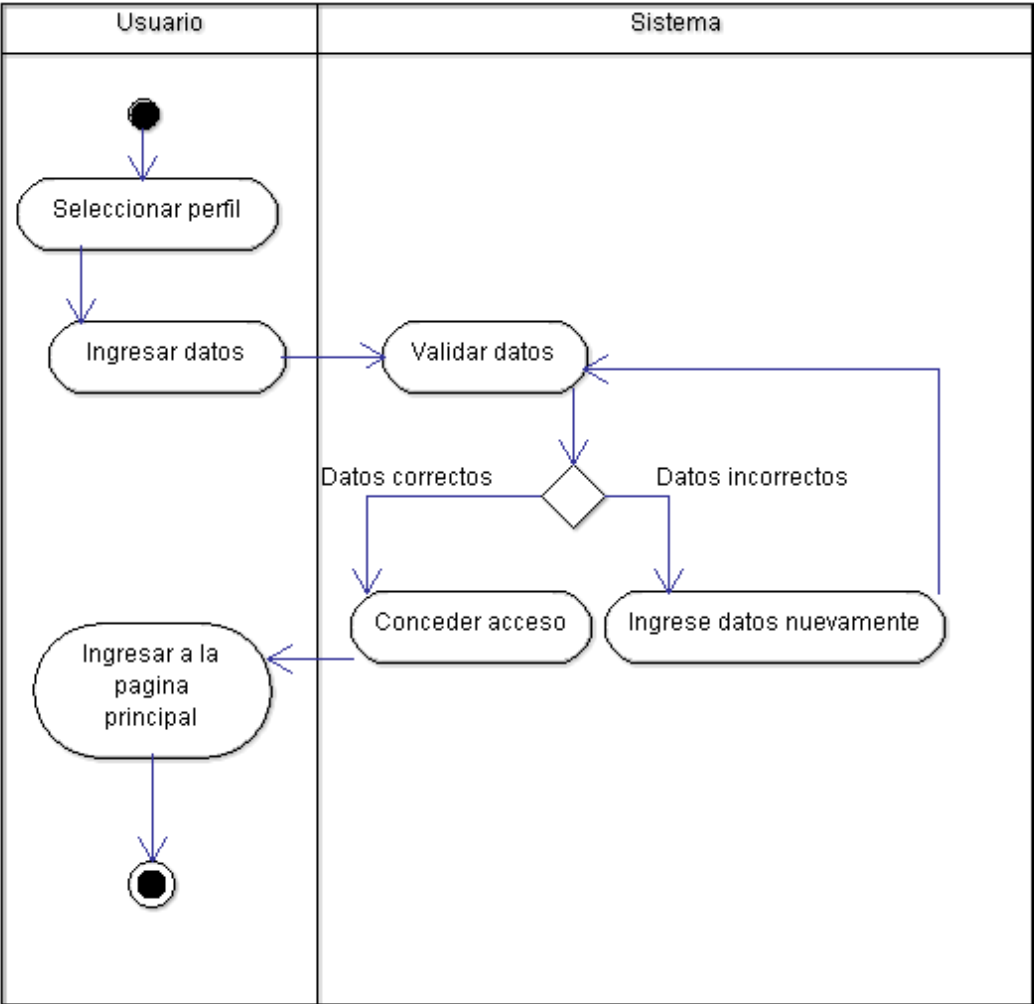 Usuario
Sistema
Seleccionar perfil
Ingresar datos
Validar datos
Datos correctos
Datos incorrectos
Conceder acceso
Ingrese datos nuevamente
Ingresar a la
pagina
principal